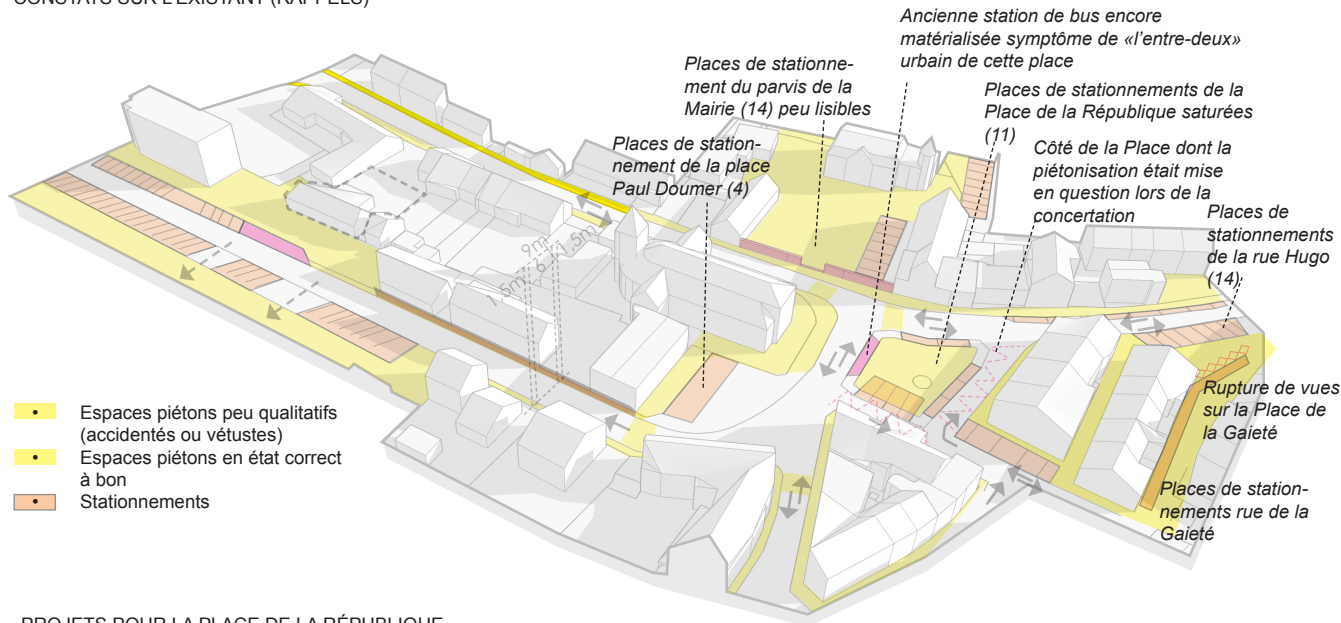 CONSTATS SUR L'EXISTANT (RAPPELS)
Ancienne station de bus encore
matérialisée symptôme de «l'entre-deux»
urbain de cette place
Places de stationne-
ment du parvis de la
Mairie (14) peu lisibles
Places de stationnements de la
Place de la République saturées
(11)
Places de station-
nement de la place
Paul Doumer (4)
Côté de la Place dont la
piétonisation était mise
en question lors de la
concertation
Places de
stationnements
de la rue Hugo
(14)
1,5m
9m
6,7
1,5m
Rupture de vues
sur la Place de
la Gaieté
Places de station-
nements rue de la
Gaieté
• Espaces piétons peu qualitatifs
(accidentés ou vétustes)
• Espaces piétons en état correct
à bon
• Stationnements
PROJETS POUR LA PLACE DE LA RÉPUBLIQUE